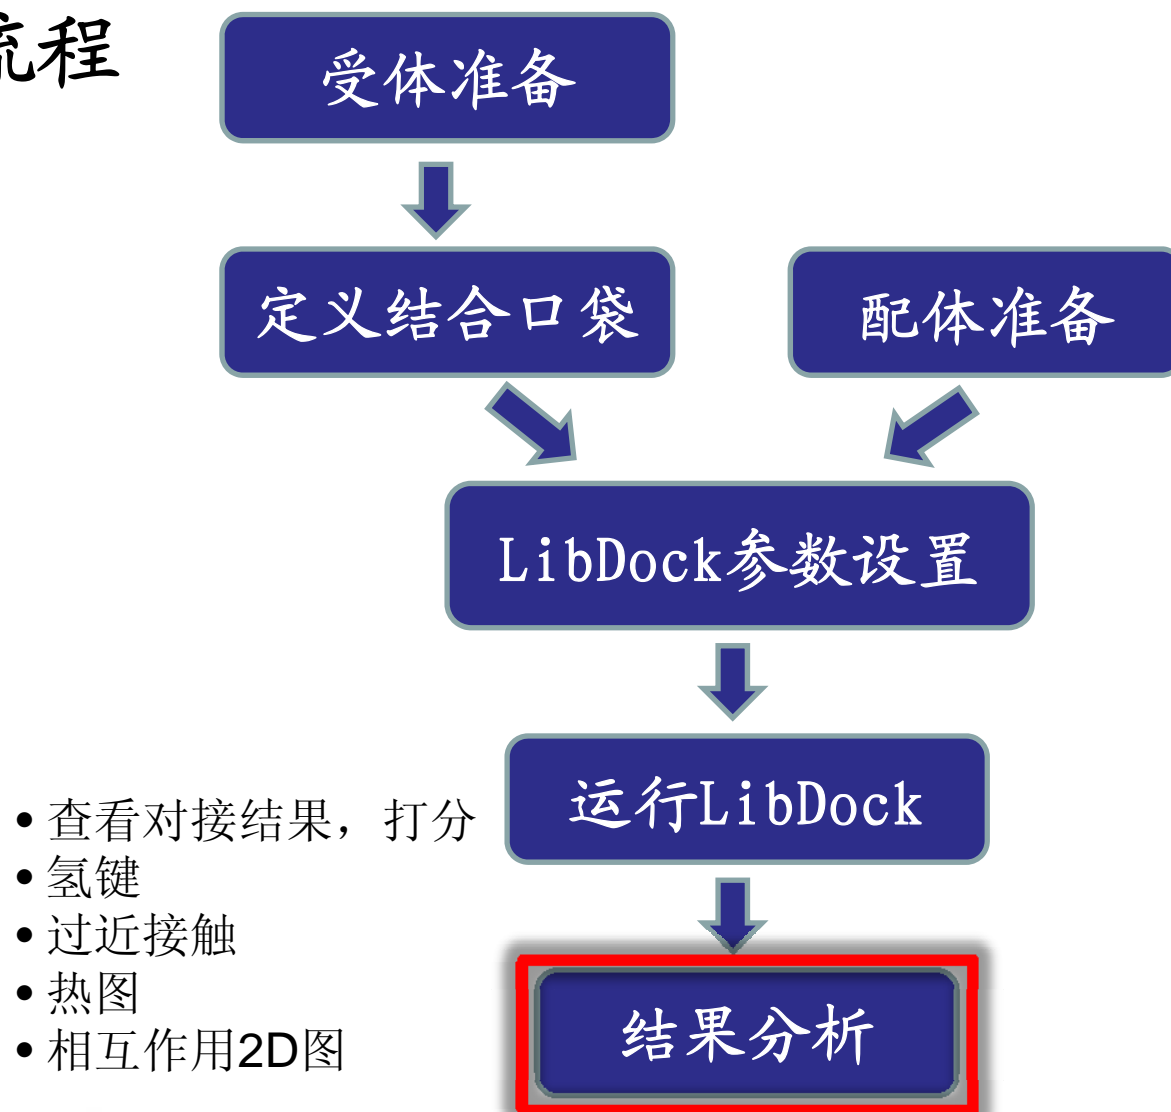 流程
受体准备
定义结合口袋
配体准备
LibDock参数设置
运行LibDock
• 查看对接结果，打分
• 氢键
• 过近接触
• 热图
• 相互作用2D图
结果分析